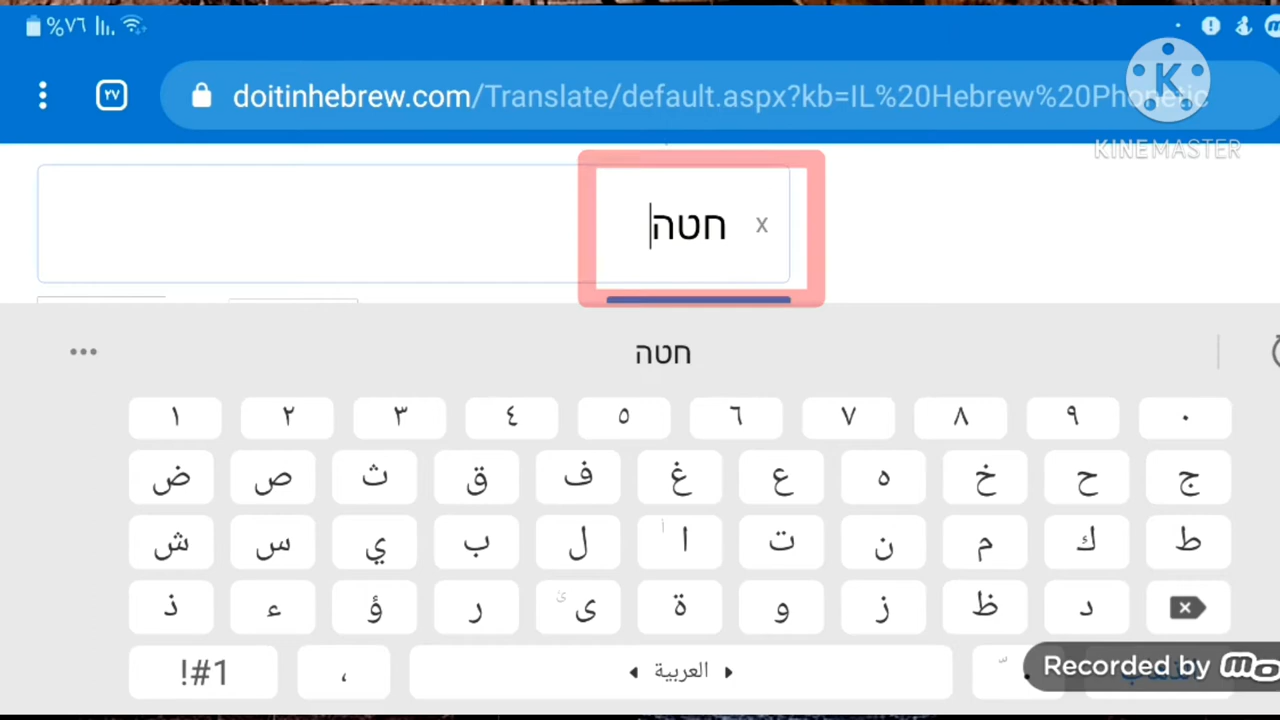 %٧٦
٢٧
doitinhebrew.com/Translate/default.aspx?kb=IL%20Hebrew%20Phonetic
KINEMASTER
חטה x
חטה
١ ٢ ٣ ٤ ٥ ٦ ٧ ٨ ٩ ٠
ض ص ث ق ف غ ع ه خ ح ج
ش س ي ب ل ا ت ن م ك ط
ذ ء ؤ ر ى ة و ز ظ د
!#1 ، العربية .
Recorded by